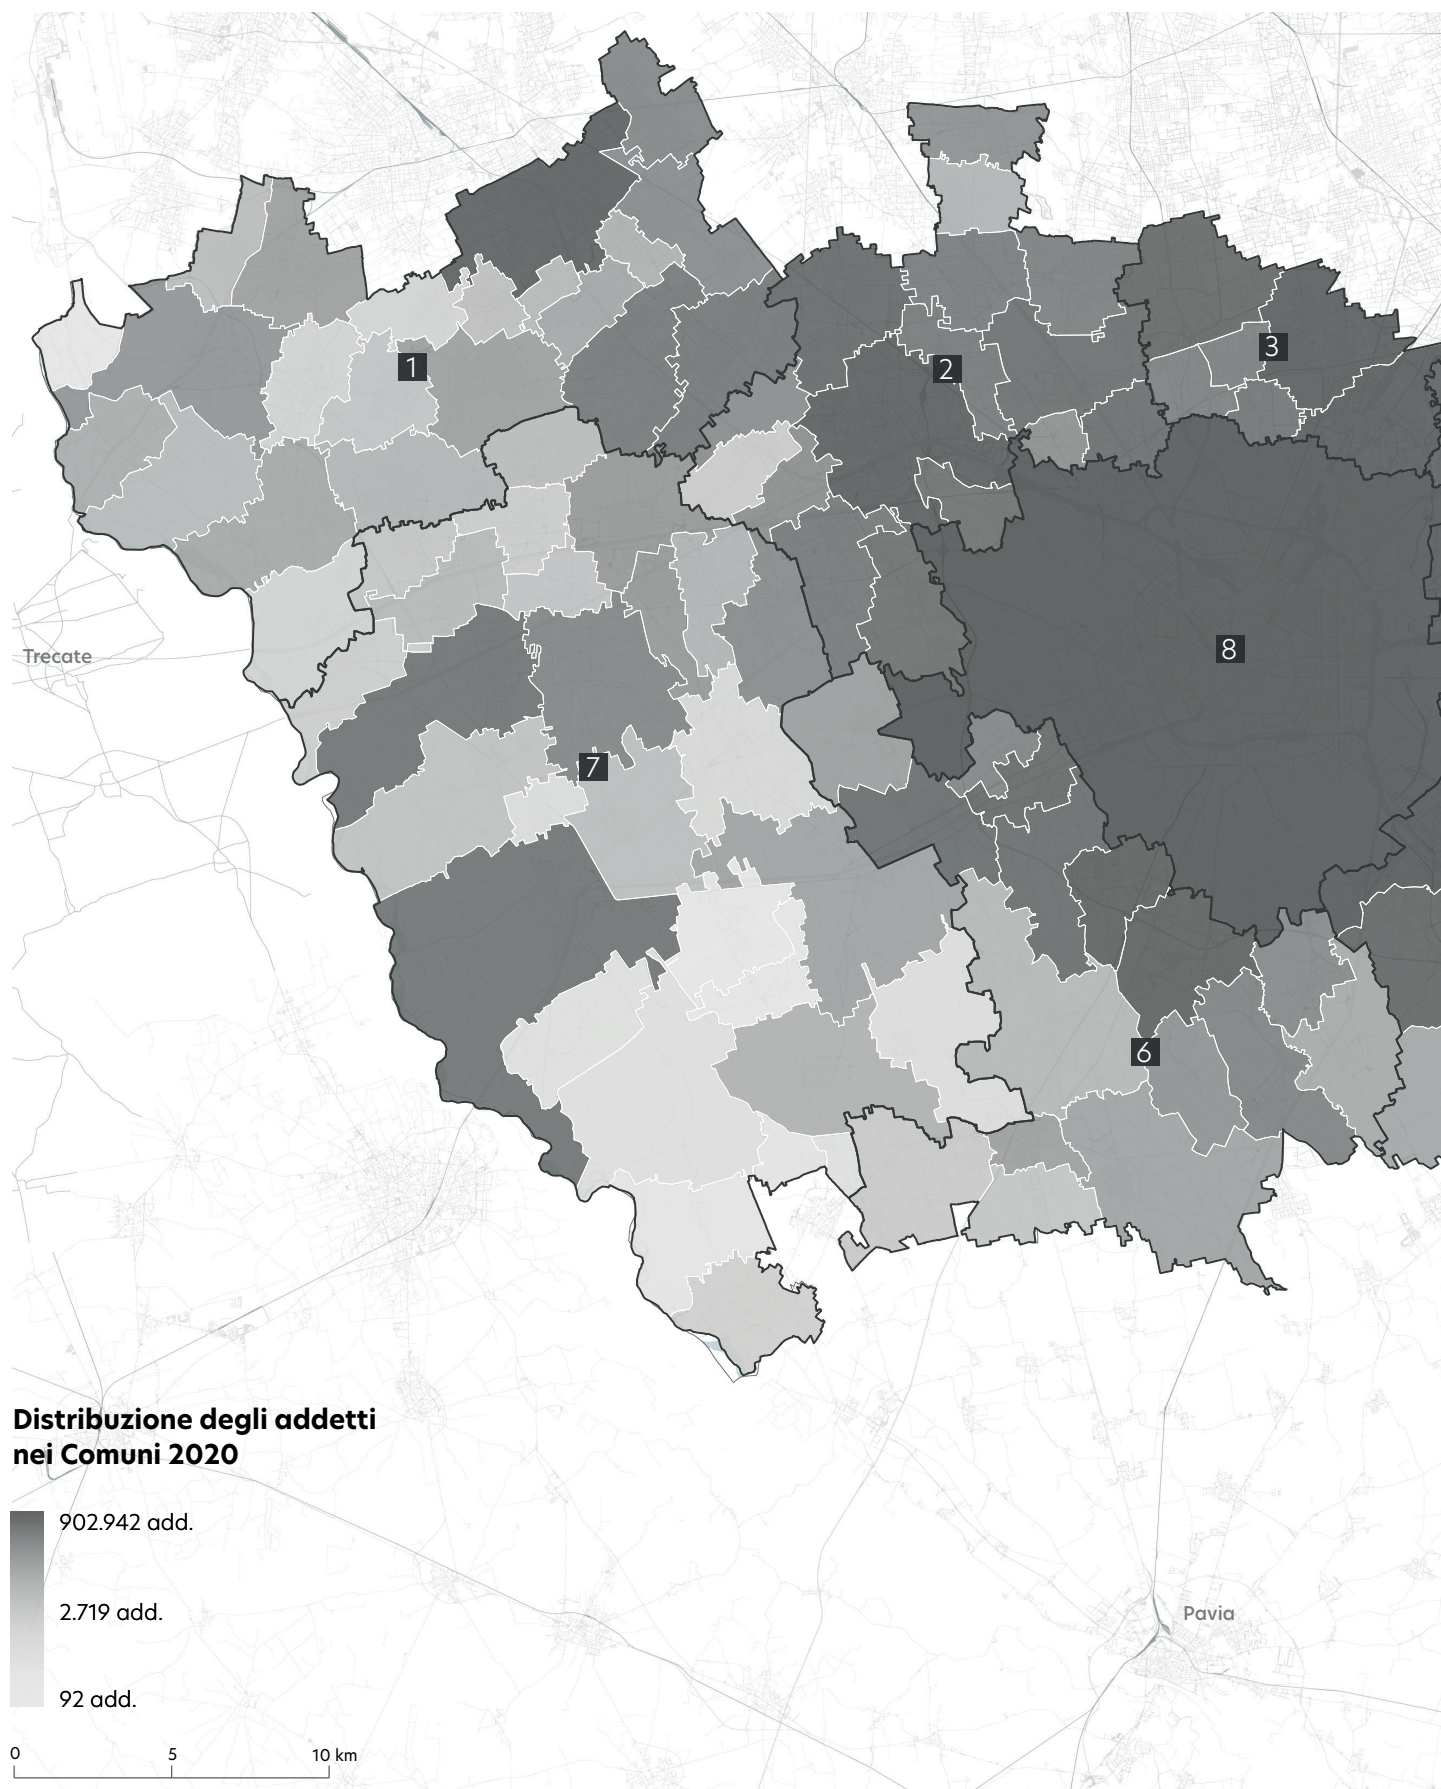 1
2
3
8
Trecate
7
6
Distribuzione degli addetti
nei Comuni 2020
902.942 add.
2.719 add.
92 add.
Pavia
0 5 10 km